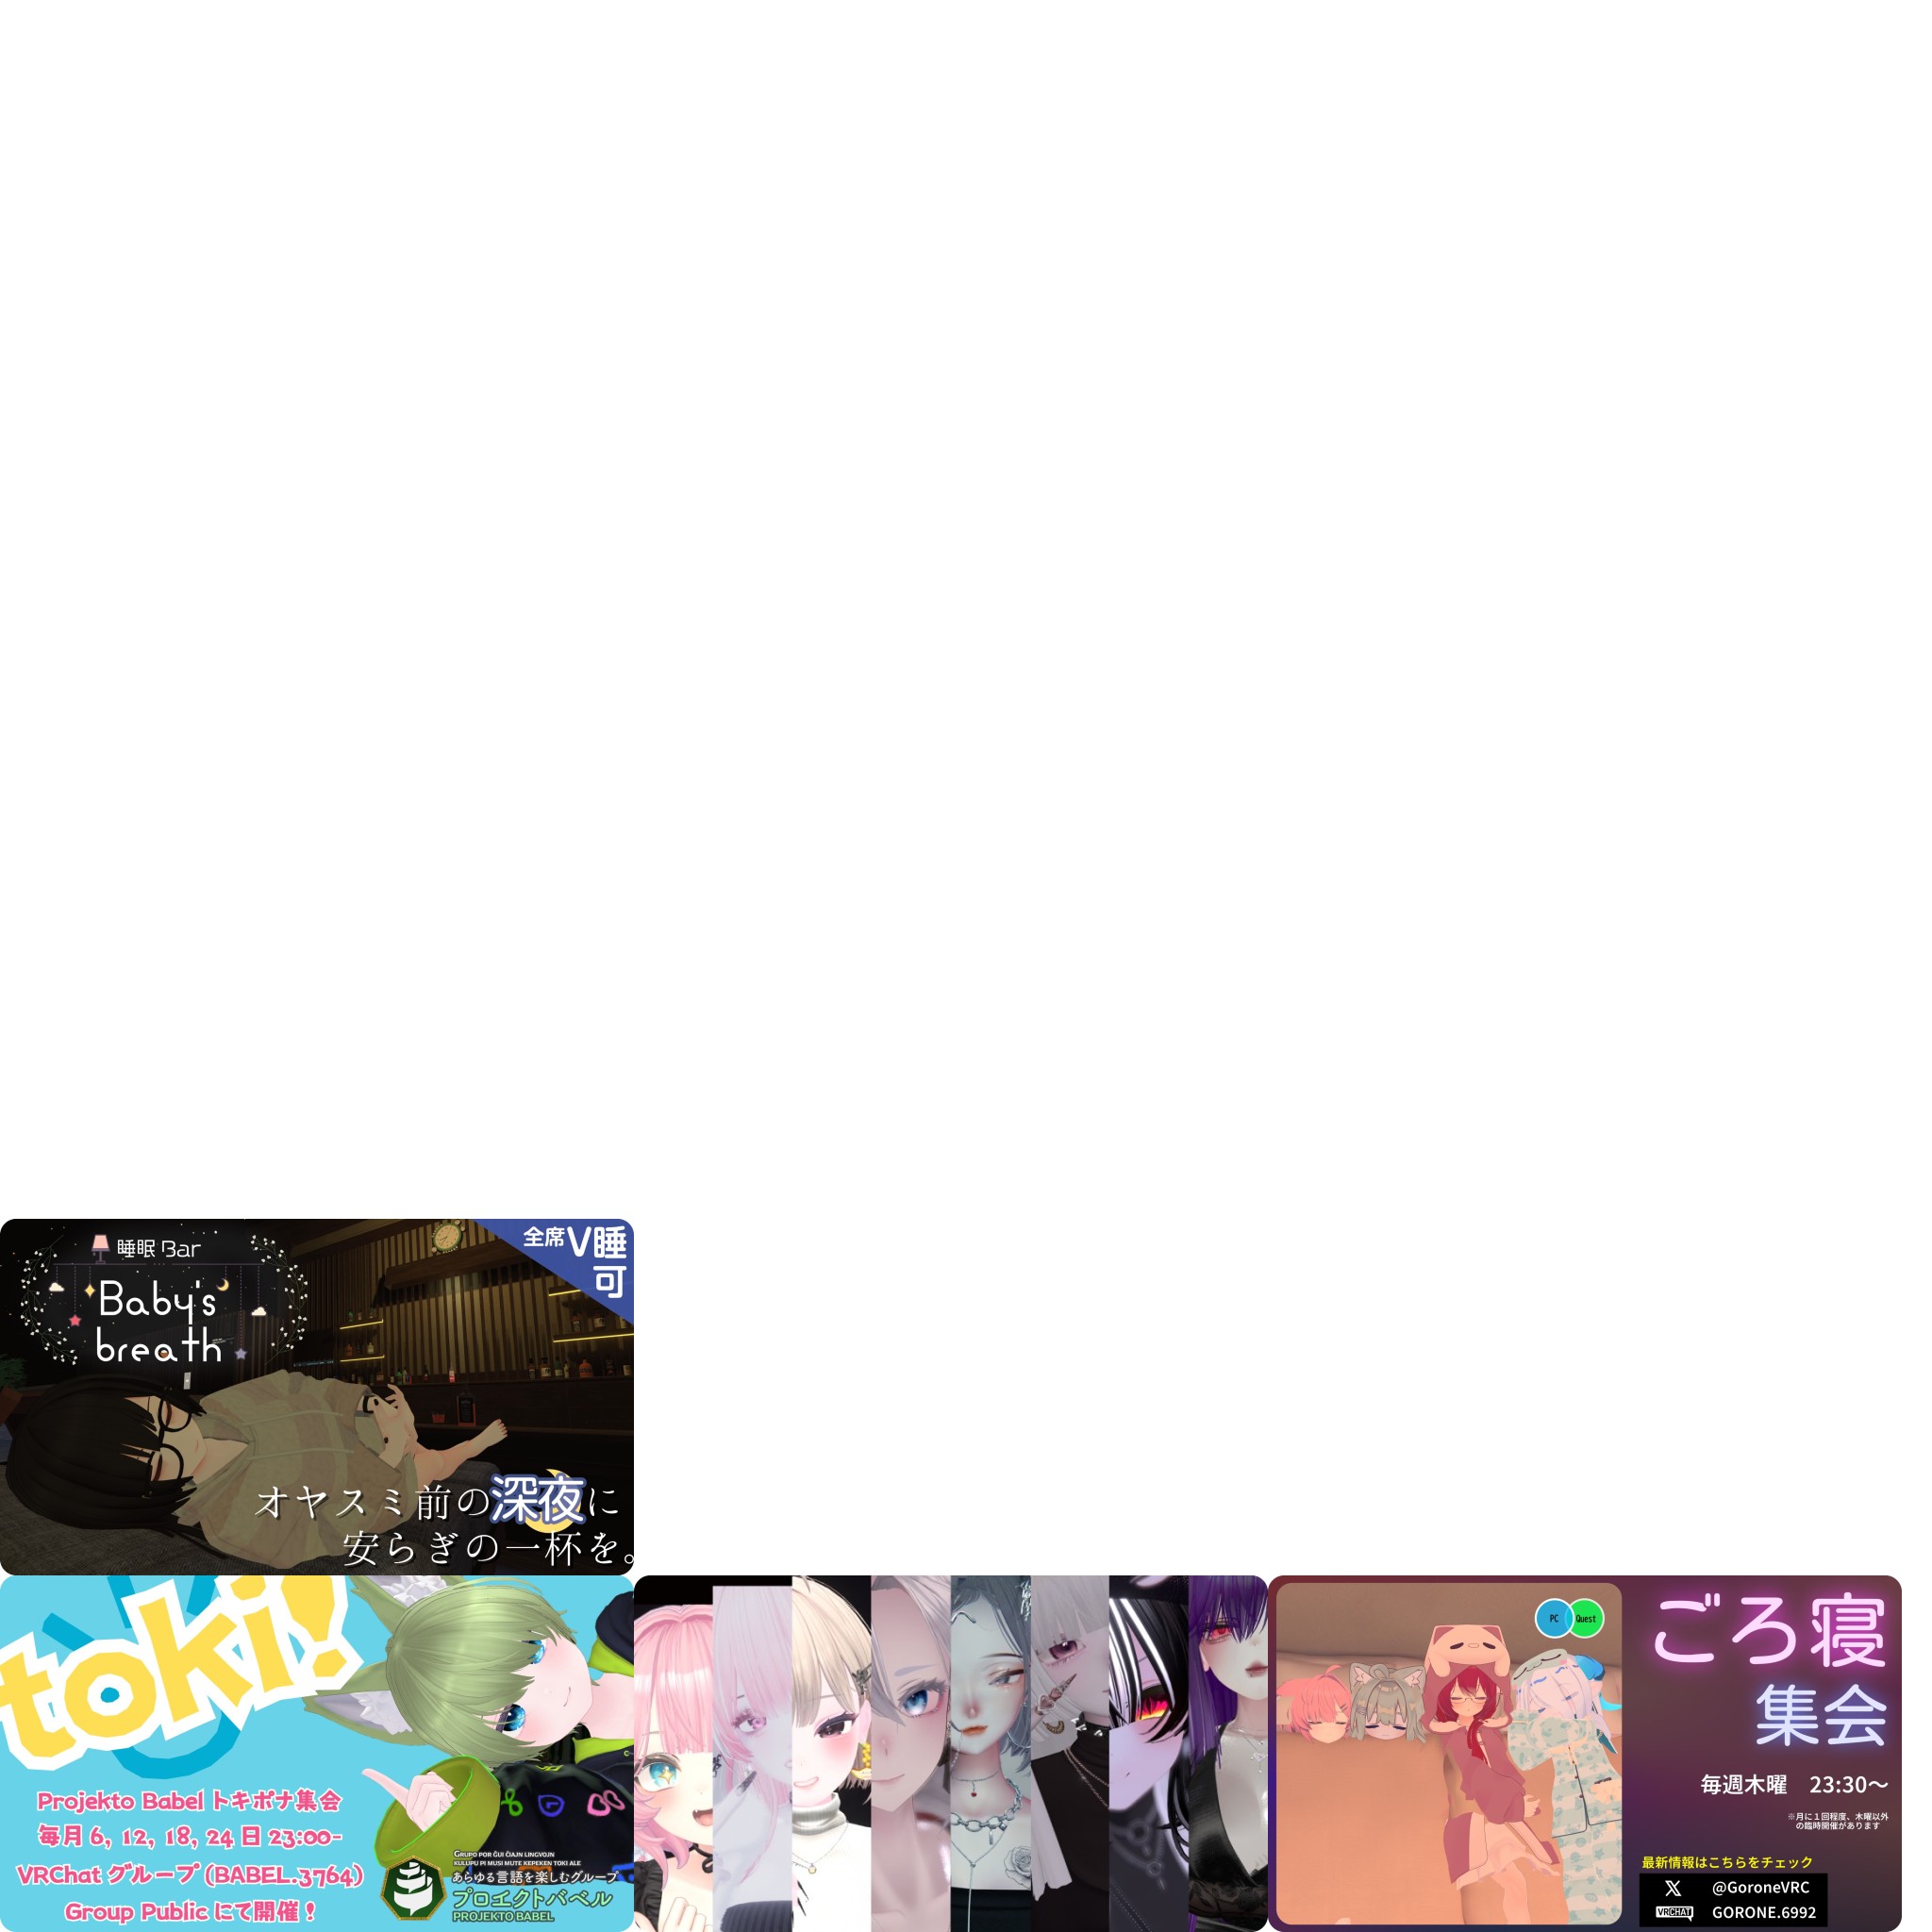 睡眠 Bar
Baby's
breath
全席V睡
可
オヤスミ前の深夜に
安らぎの一杯を。
toki!
Projekto Babel トキポナ集会
毎月 6, 12, 18, 24 日 23:00-
VRChat グループ (BABEL.3764)
Group Public にて開催！
GRUPO POR ĈUI ĈIAJN LINGVOJN
KULUPU PI MUSI MUTE KEPEKEN TOKI ALE
あらゆる言語を楽しむグループ
プロエクトバベル
PROJEKTO BABEL
PC Quest
ごろ寝
集会
毎週木曜 23:30〜
※月に１回程度、木曜以外
の臨時開催があります
最新情報はこちらをチェック
X @GoroneVRC
VRCHAT GORONE.6992